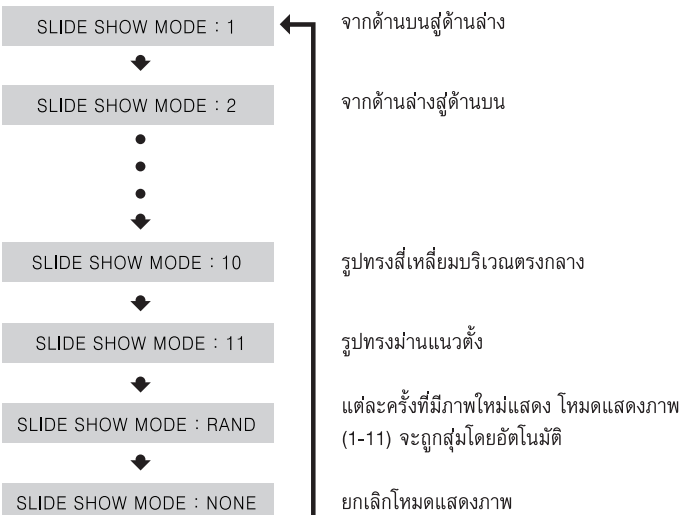 SLIDE SHOW MODE : 1
จากด้านบนสู่ด้านล่าง
SLIDE SHOW MODE : 2
จากด้านล่างสู่ด้านบน
SLIDE SHOW MODE : 10
รูปทรงสี่เหลี่ยมบริเวณตรงกลาง
SLIDE SHOW MODE : 11
รูปทรงม่านแนวตั้ง
SLIDE SHOW MODE : RAND
แต่ละครั้งที่มีภาพใหม่แสดง โหมดแสดงภาพ
(1-11) จะถูกสุ่มโดยอัตโนมัติ
SLIDE SHOW MODE : NONE
ยกเลิกโหมดแสดงภาพ